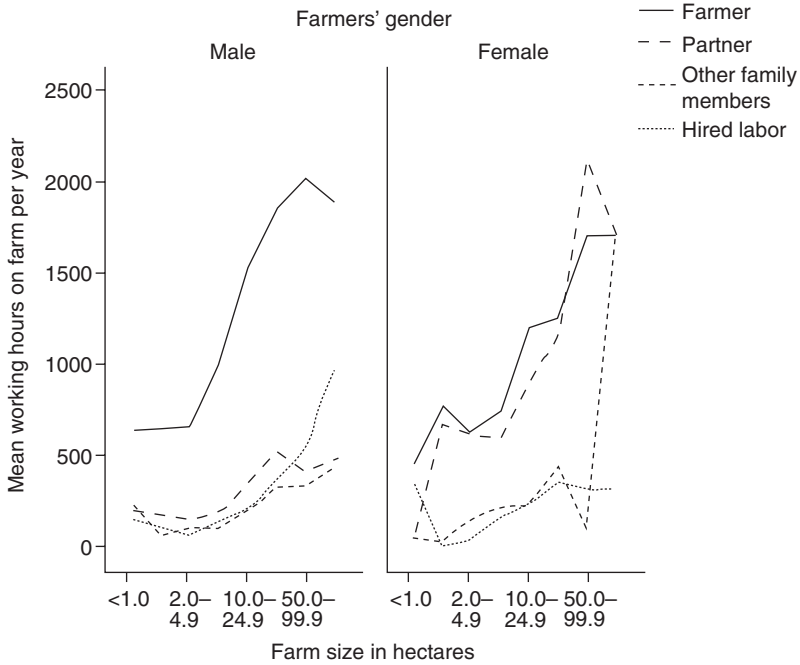 Farmers’ gender
Male
Female
Farmer
Partner
Other family
members
Hired labor
Mean working hours on farm per year
2500
2000
1500
1000
500
0
<1.0
2.0–
4.9
10.0–
24.9
50.0–
99.9
<1.0
2.0–
4.9
10.0–
24.9
50.0–
99.9
Farm size in hectares